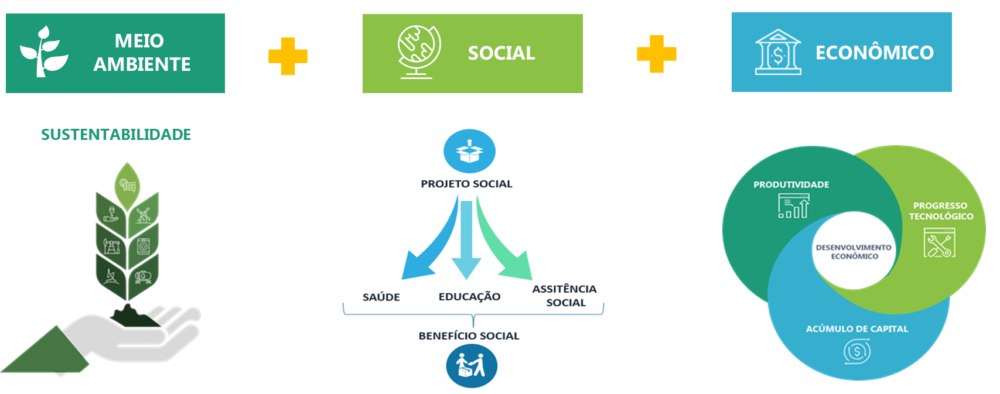 MEIO
AMBIENTE
SOCIAL
ECONÔMICO
SUSTENTABILIDADE
PROJETO SOCIAL
SAÚDE
EDUCAÇÃO
ASSITÊNCIA
SOCIAL
BENEFÍCIO SOCIAL
PRODUTIVIDADE
PROGRESSO
TECNOLÓGICO
DESENVOLVIMENTO
ECONÔMICO
ACÚMULO DE CAPITAL